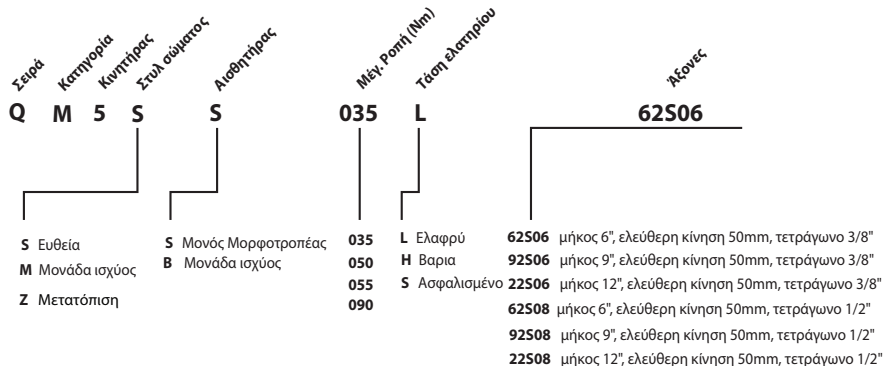 Σειρά Κατηγορία Κινητήρας Στυλ σώματος Αισθητήρας Μέγ. Ροπή (Nm) Τάση ελατηρίου Άξονες
Q M 5 S S 035 L 62S06
S Ευθεία
M Μονάδα ισχύος
Z Μετατόπιση
S Μονός Μορφοτροπέας
B Μονάδα ισχύος
035
050
055
090
L Ελαφρύ
H Βαρια
S Ασφαλισμένο
62S06 μήκος 6", ελεύθερη κίνηση 50mm, τετράγωνο 3/8"
92S06 μήκος 9", ελεύθερη κίνηση 50mm, τετράγωνο 3/8"
22S06 μήκος 12", ελεύθερη κίνηση 50mm, τετράγωνο 3/8"
62S08 μήκος 6", ελεύθερη κίνηση 50mm, τετράγωνο 1/2"
92S08 μήκος 9", ελεύθερη κίνηση 50mm, τετράγωνο 1/2"
22S08 μήκος 12", ελεύθερη κίνηση 50mm, τετράγωνο 1/2"